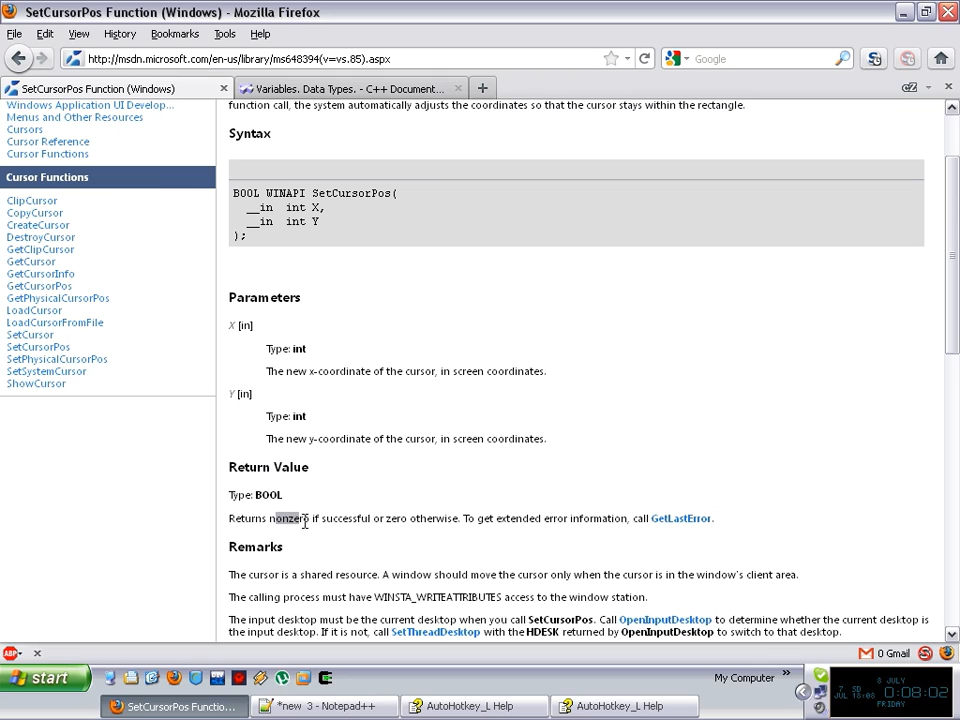 SetCursorPos Function (Windows) - Mozilla Firefox
File Edit View History Bookmarks Tools Help
http://msdn.microsoft.com/en-us/library/ms648394(v=vs.85).aspx
Google
SetCursorPos Function (Windows)
Variables. Data Types. - C++ Document...
Windows Application UI Develop...
Menus and Other Resources
Cursors
Cursor Reference
Cursor Functions
Cursor Functions
ClipCursor
CopyCursor
CreateCursor
DestroyCursor
GetClipCursor
GetCursor
GetCursorInfo
GetCursorPos
GetPhysicalCursorPos
LoadCursor
LoadCursorFromFile
SetCursor
SetCursorPos
SetPhysicalCursorPos
SetSystemCursor
ShowCursor
function call, the system automatically adjusts the coordinates so that the cursor stays within the rectangle.
Syntax
BOOL WINAPI SetCursorPos(
__in int X,
__in int Y
);
Parameters
X [in]
Type: int
The new x-coordinate of the cursor, in screen coordinates.
Y [in]
Type: int
The new y-coordinate of the cursor, in screen coordinates.
Return Value
Type: BOOL
Returns nonzero if successful or zero otherwise. To get extended error information, call GetLastError.
Remarks
The cursor is a shared resource. A window should move the cursor only when the cursor is in the window's client area.
The calling process must have WINSTA_WRITEATTRIBUTES access to the window station.
The input desktop must be the current desktop when you call SetCursorPos. Call OpenInputDesktop to determine whether the current desktop is
the input desktop. If it is not, call SetThreadDesktop with the HDESK returned by OpenInputDesktop to switch to that desktop.
0 Gmail
start
My Computer
SetCursorPos Functio...
*new 3 - Notepad++
AutoHotkey_L Help
AutoHotkey_L Help
8 JULY
0:08:02
FRIDAY